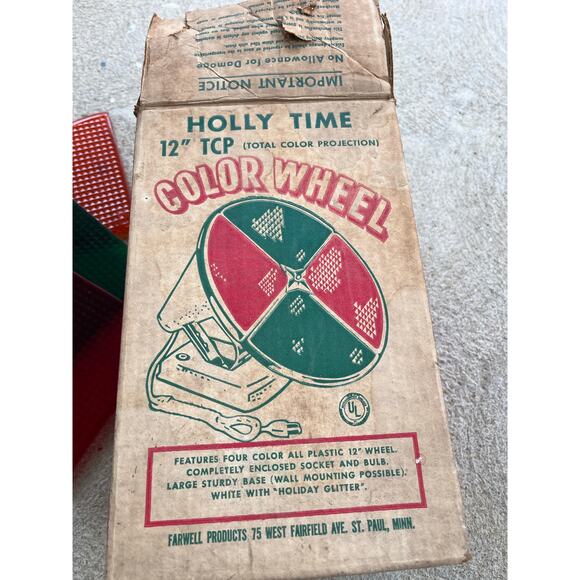 IMPORTANT NOTICE
No Allowance for Damage
HOLLY TIME
12" TCP (TOTAL COLOR PROJECTION)
COLOR WHEEL
UL
FEATURES FOUR COLOR ALL PLASTIC 12" WHEEL.
COMPLETELY ENCLOSED SOCKET AND BULB.
LARGE STURDY BASE (WALL MOUNTING POSSIBLE).
WHITE WITH "HOLIDAY GLITTER".
FARWELL PRODUCTS 75 WEST FAIRFIELD AVE. ST. PAUL, MINN.